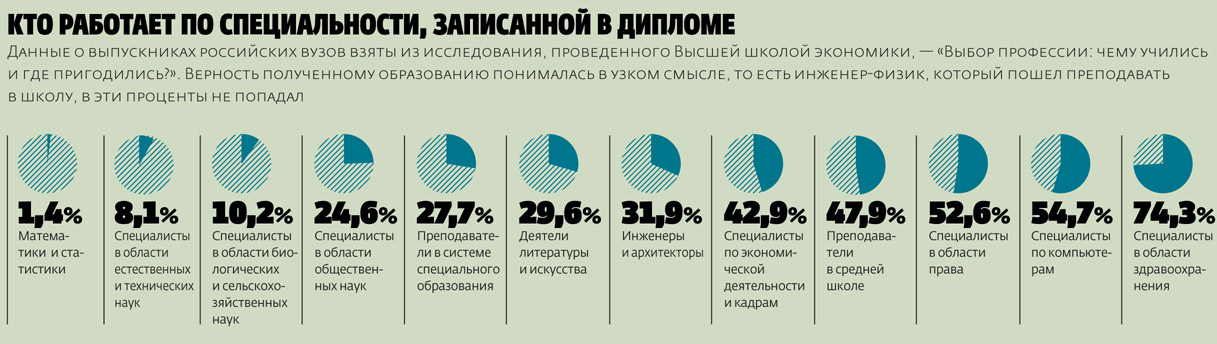 КТО РАБОТАЕТ ПО СПЕЦИАЛЬНОСТИ, ЗАПИСАННОЙ В ДИПЛОМЕ
Данные о выпускниках российских вузов взяты из исследования, проведенного Высшей школой экономики, — «Выбор профессии: чему учились
и где пригодились?». Верность полученному образованию понималась в узком смысле, то есть инженер-физик, который пошел преподавать
в школу, в эти проценты не попадал
1,4%
Матема-
тики и ста-
тистики
8,1%
Специалисты
в области
естественных
и технических
наук
10,2%
Специалисты
в области био-
логических
и сельскохо-
зяйственных
наук
24,6%
Специалисты
в области
обществен-
ных наук
27,7%
Преподавате-
ли в системе
специального
образования
29,6%
Деятели
литературы
и искусства
31,9%
Инженеры
и архитекторы
42,9%
Специалисты
по экономи-
ческой
деятельности
и кадрам
47,9%
Преподава-
тели
в средней
школе
52,6%
Специалисты
в области
права
54,7%
Специалисты
по компьюте-
рам
74,3%
Специалисты
в области
здравоохра-
нения